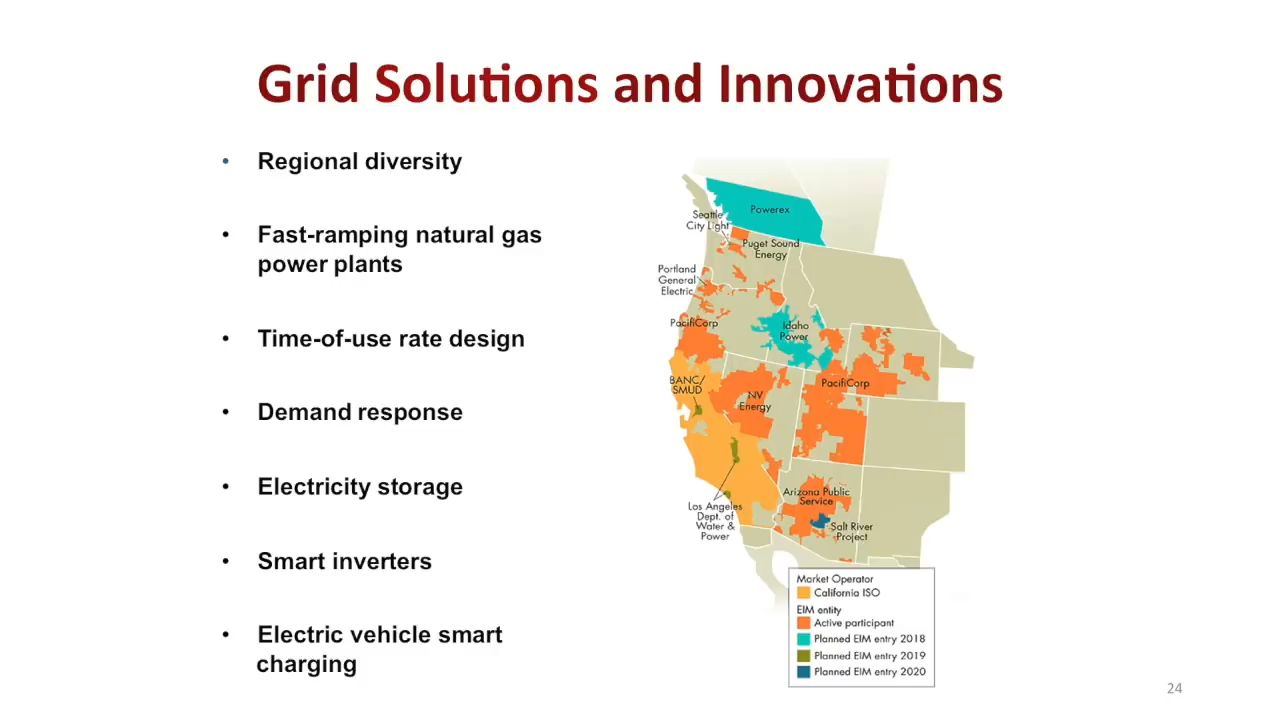 Grid Solutions and Innovations
• Regional diversity
• Fast-ramping natural gas
power plants
• Time-of-use rate design
• Demand response
• Electricity storage
• Smart inverters
• Electric vehicle smart
charging
Powerex
Seattle
City Light
Puget Sound
Energy
Portland
General
Electric
PacifiCorp
Idaho
Power
BANC/
SMUD
NV
Energy
PacifiCorp
Arizona Public
Service
Los Angeles
Dept. of
Water &
Power
Salt River
Project
Market Operator
California ISO
EIM entity
Active participant
Planned EIM entry 2018
Planned EIM entry 2019
Planned EIM entry 2020
24